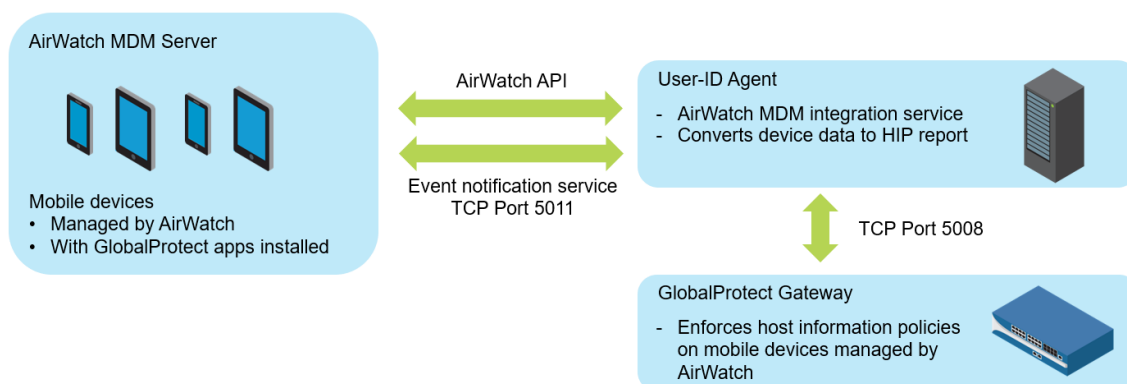 AirWatch MDM Server
Mobile devices
• Managed by AirWatch
• With GlobalProtect apps installed
AirWatch API
Event notification service
TCP Port 5011
User-ID Agent
- AirWatch MDM integration service
- Converts device data to HIP report
TCP Port 5008
GlobalProtect Gateway
- Enforces host information policies
on mobile devices managed by
AirWatch